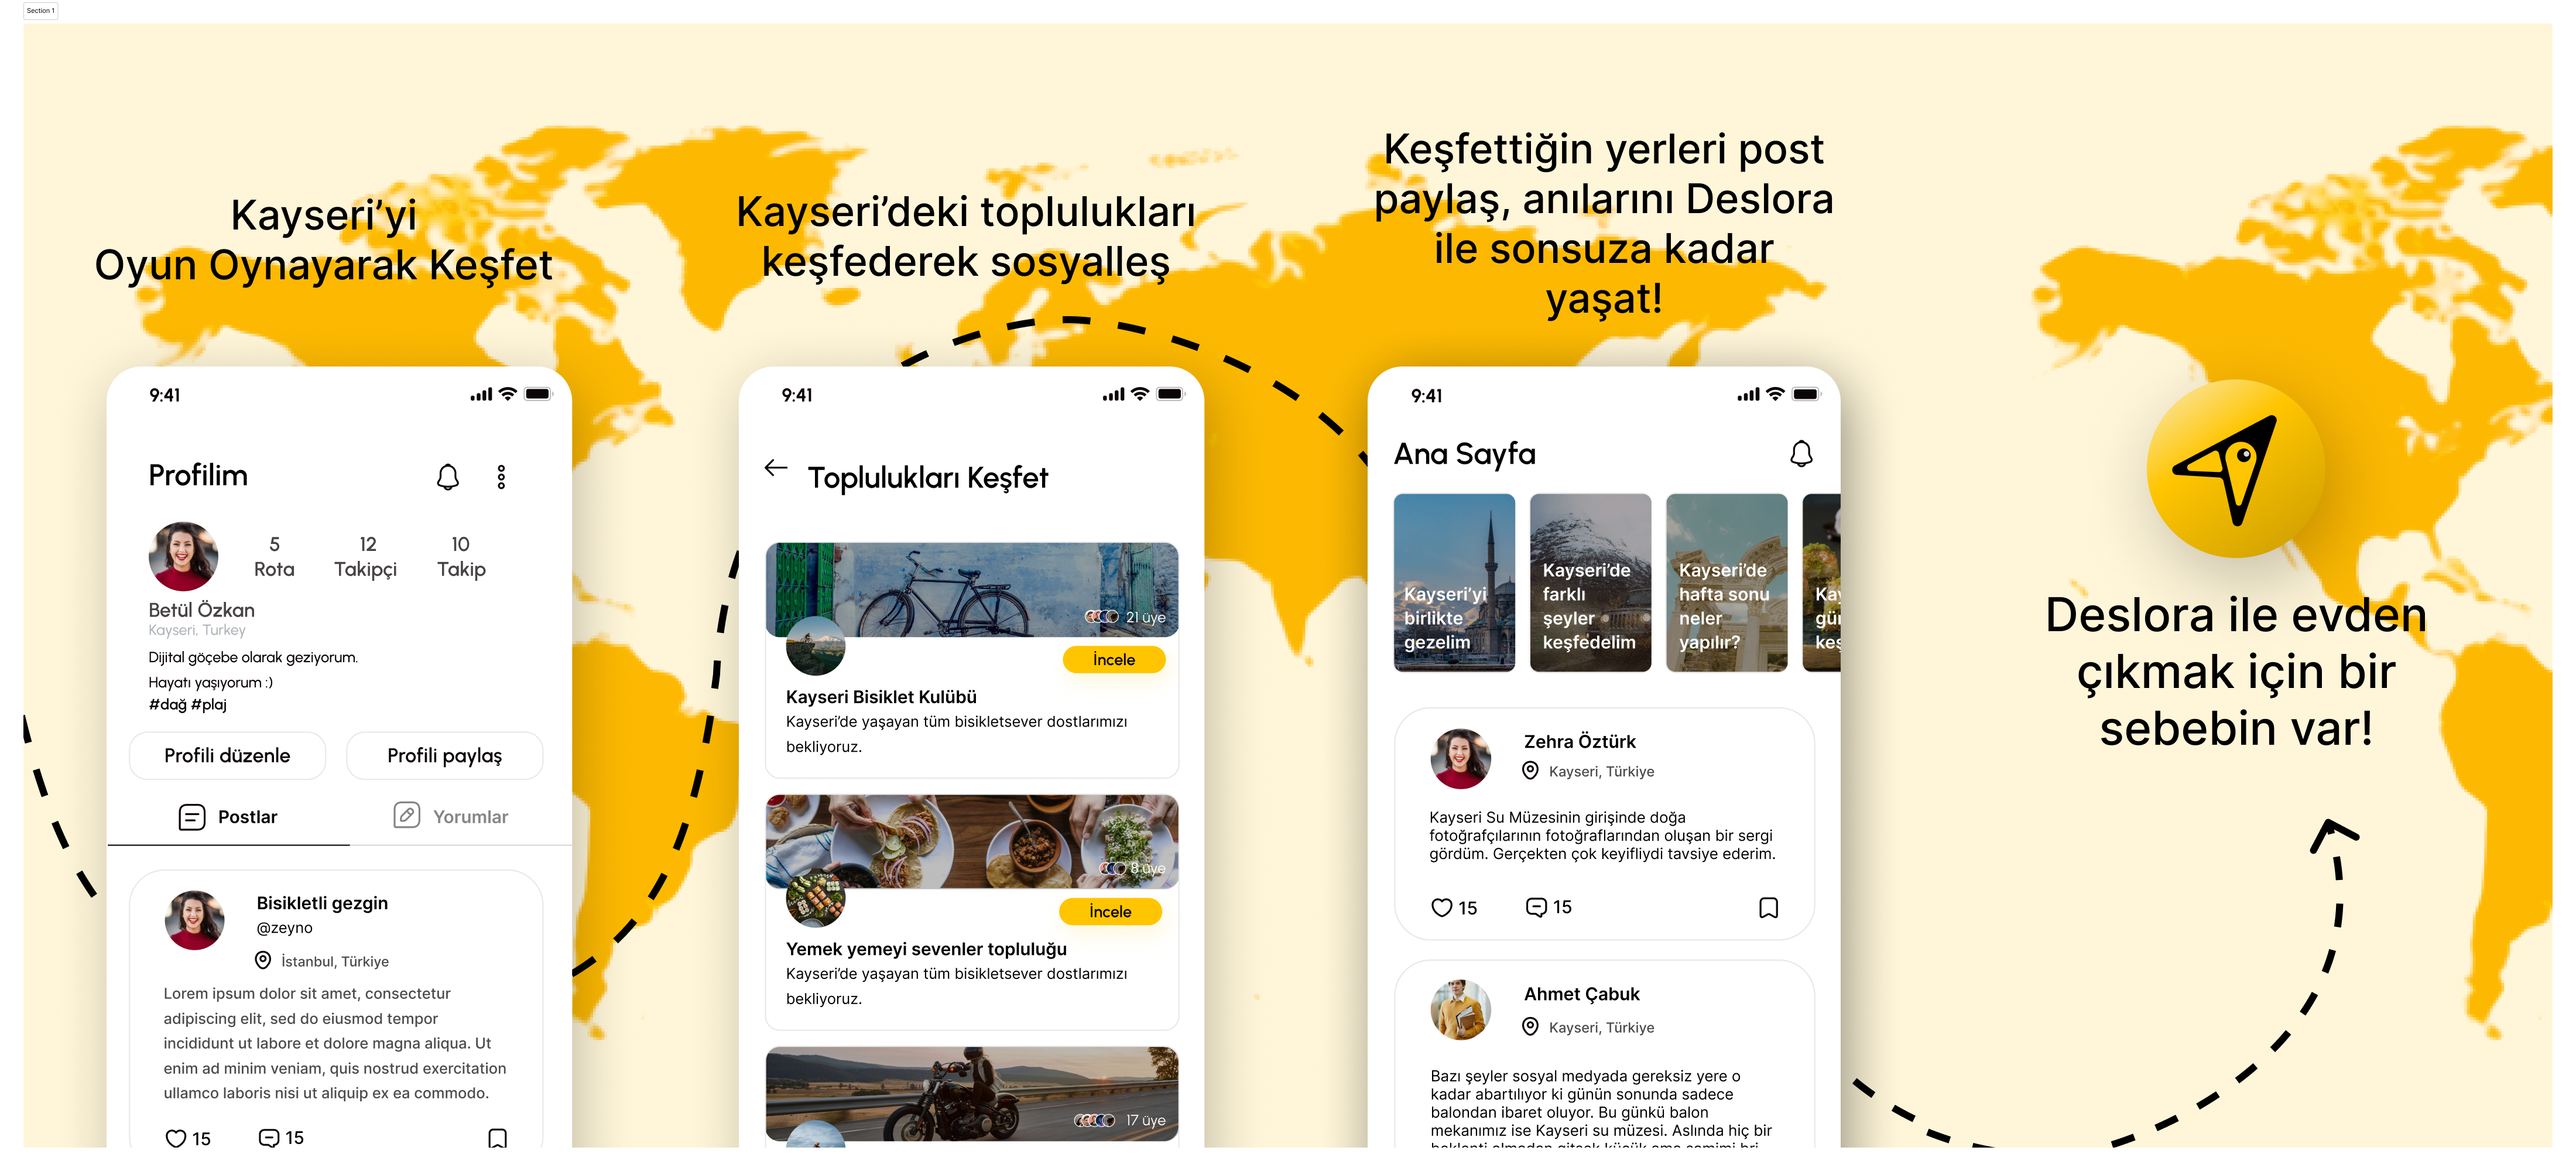 Section 1
Kayseri’yi
Oyun Oynayarak Keşfet
9:41
Profilim
5
Rota
12
Takipçi
10
Takip
Betül Özkan
Kayseri, Turkey
Dijital göçebe olarak geziyorum.
Hayatı yaşıyorum :)
#dağ #plaj
Profili düzenle
Profili paylaş
Postlar
Yorumlar
Bisikletli gezgin
@zeyno
İstanbul, Türkiye
Lorem ipsum dolor sit amet, consectetur
adipiscing elit, sed do eiusmod tempor
incididunt ut labore et dolore magna aliqua. Ut
enim ad minim veniam, quis nostrud exercitation
ullamco laboris nisi ut aliquip ex ea commodo.
15
15
Kayseri’deki toplulukları
keşfederek sosyalleş
9:41
Toplulukları Keşfet
21 üye
İncele
Kayseri Bisiklet Kulübü
Kayseri’de yaşayan tüm bisikletsever dostlarımızı
bekliyoruz.
8 üye
İncele
Yemek yemeyi sevenler topluluğu
Kayseri’de yaşayan tüm bisikletsever dostlarımızı
bekliyoruz.
17 üye
Keşfettiğin yerleri post
paylaş, anılarını Deslora
ile sonsuza kadar
yaşat!
9:41
Ana Sayfa
Kayseri’yi
birlikte
gezelim
Kayseri’de
farklı
şeyler
keşfedelim
Kayseri’de
hafta sonu
neler
yapılır?
Zehra Öztürk
Kayseri, Türkiye
Kayseri Su Müzesinin girişinde doğa
fotoğrafçılarının fotoğraflarından oluşan bir sergi
gördüm. Gerçekten çok keyifliydi tavsiye ederim.
15
15
Ahmet Çabuk
Kayseri, Türkiye
Bazı şeyler sosyal medyada gereksiz yere o
kadar abartılıyor ki günün sonunda sadece
balondan ibaret oluyor. Bu günkü balon
mekanımız ise Kayseri su müzesi. Aslında hiç bir
Deslora ile evden
çıkmak için bir
sebebin var!